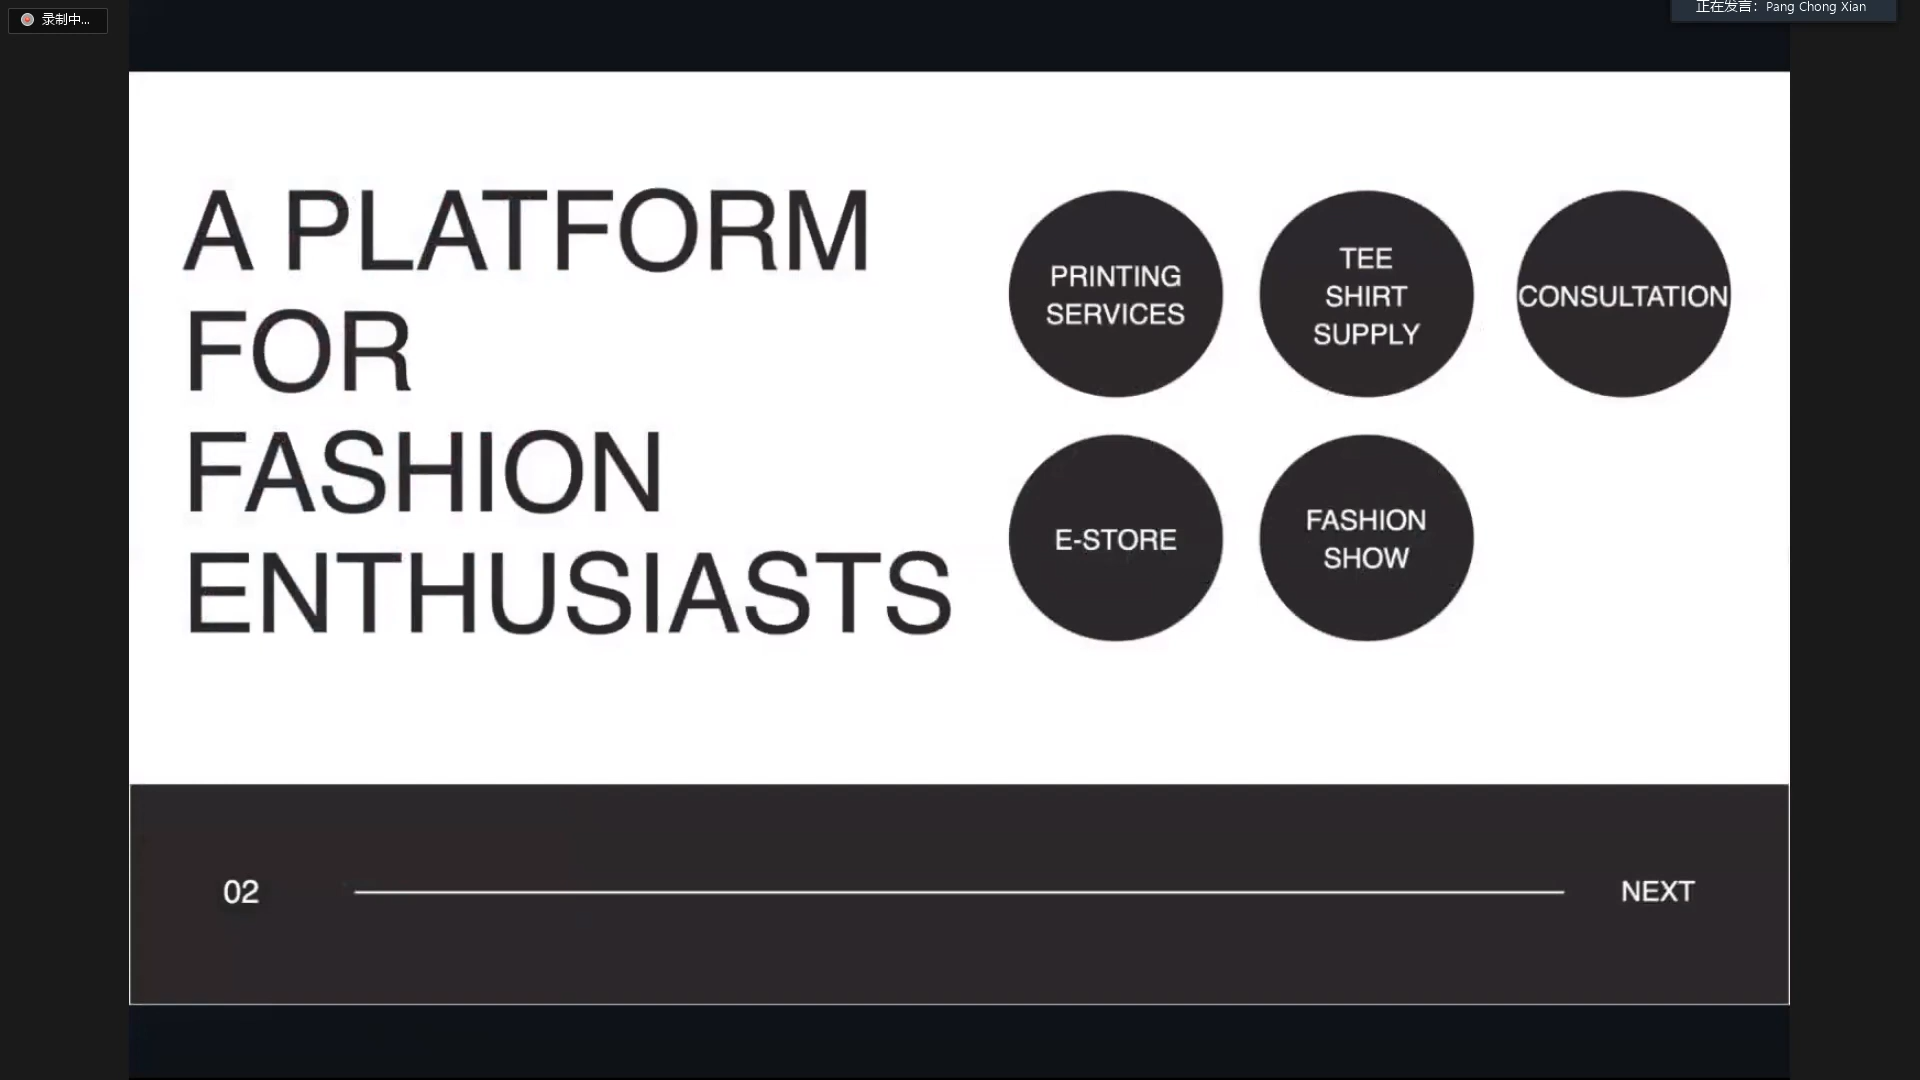 录制中...
正在发言: Pang Chong Xian
A PLATFORM
FOR
FASHION
ENTHUSIASTS
PRINTING
SERVICES
TEE
SHIRT
SUPPLY
CONSULTATION
E-STORE
FASHION
SHOW
02
NEXT